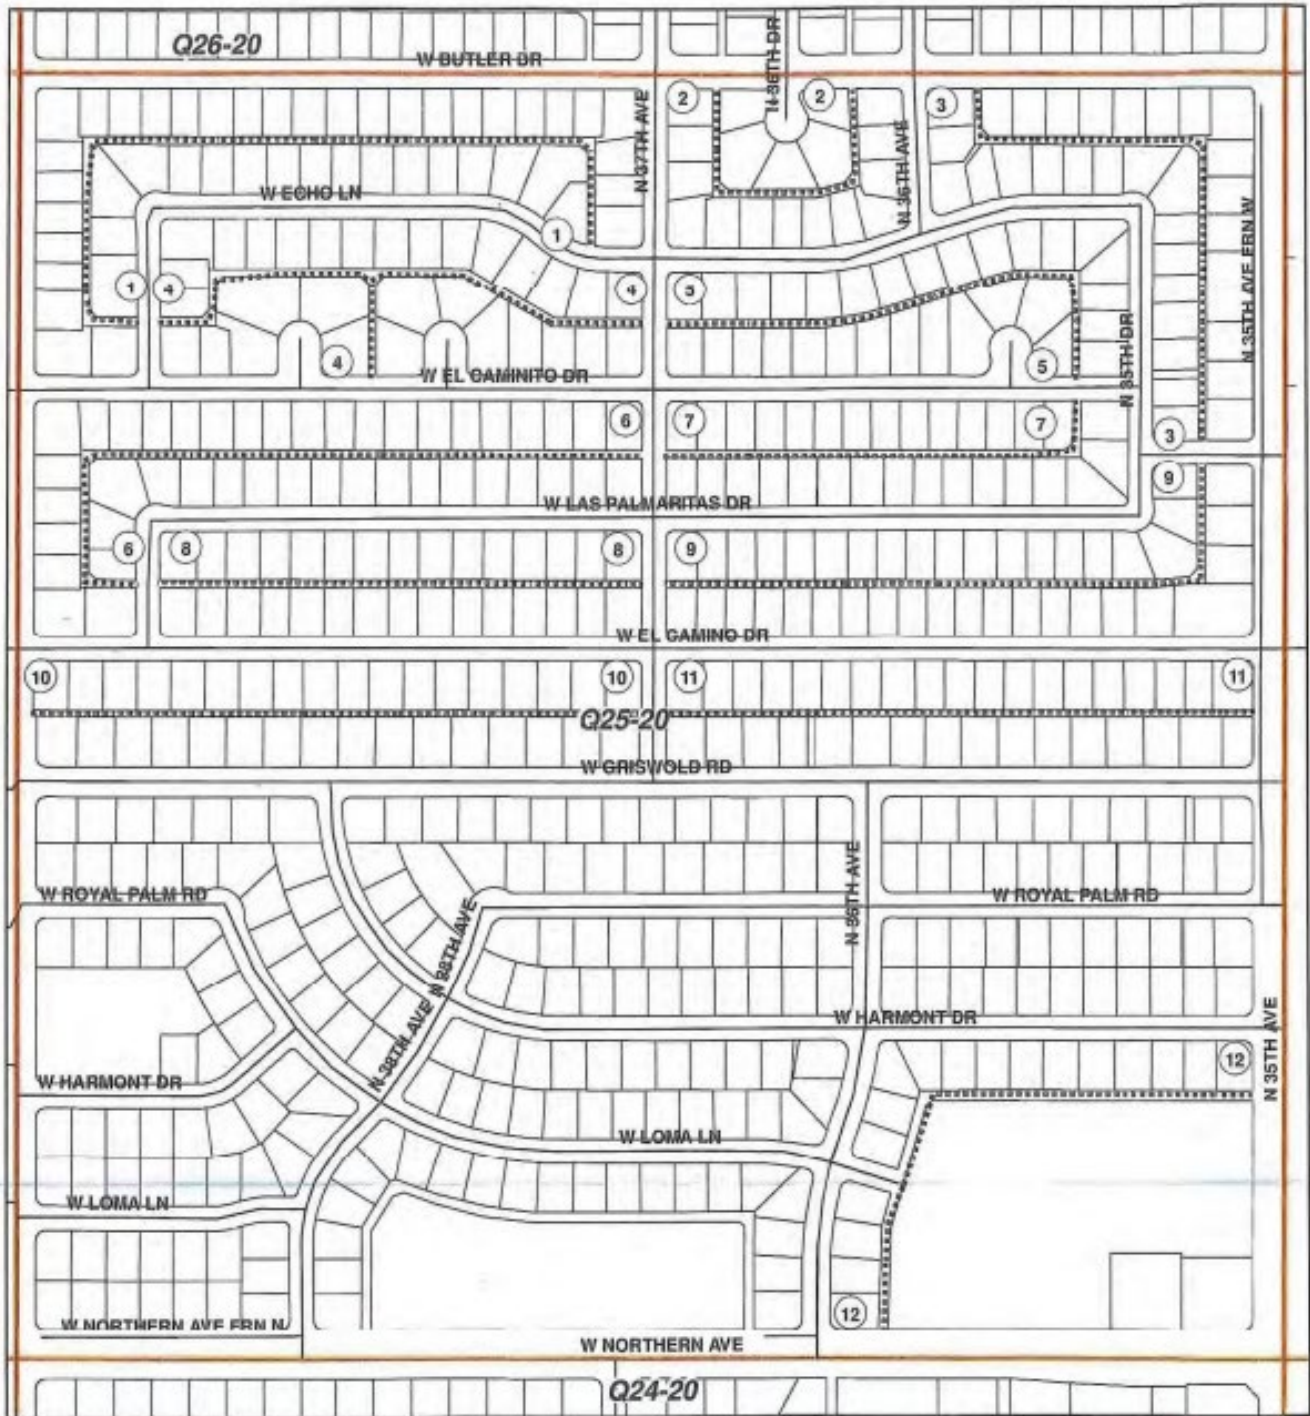 Q26-20
W BUTLER DR
N 36TH DR
2
2
3
N 37TH AVE
N 36TH AVE
W ECHO LN
1
N 35TH AVE FRN W
1
4
4
5
N 35TH DR
4
5
W EL CAMINITO DR
6
7
7
3
9
W LAS PALMARITAS DR
6
8
8
9
W EL CAMINO DR
10
10
11
11
Q25-20
W GRISWOLD RD
W ROYAL PALM RD
N 38TH AVE
N 36TH AVE
W ROYAL PALM RD
N 38TH AVE
W HARMONT DR
N 35TH AVE
12
W HARMONT DR
W LOMA LN
W LOMA LN
12
W NORTHERN AVE FRN N
W NORTHERN AVE
Q24-20